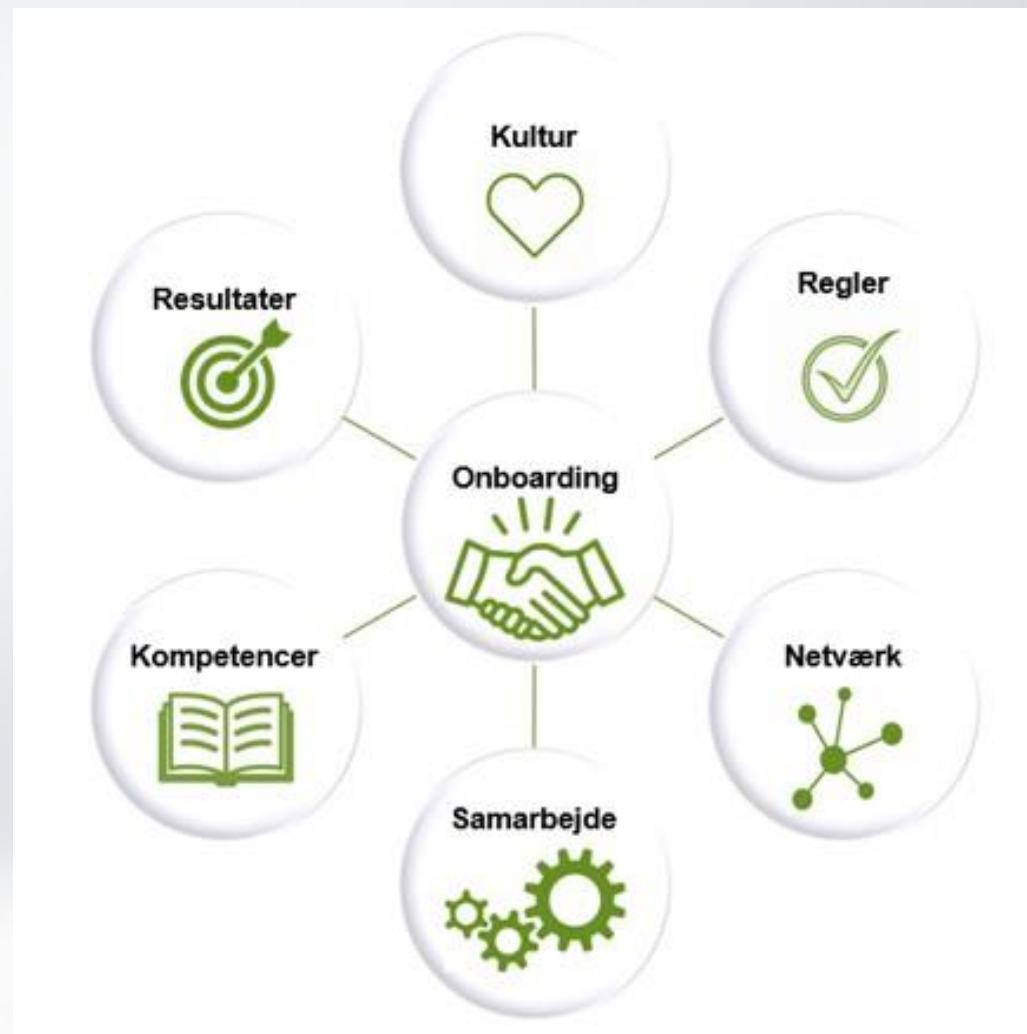 Kultur
Regler
Resultater
Onboarding
Kompetencer
Netværk
Samarbejde